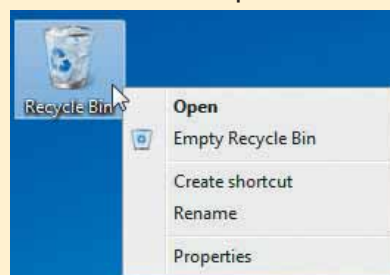 Recycle Bin
Open
Empty Recycle Bin
Create shortcut
Rename
Properties